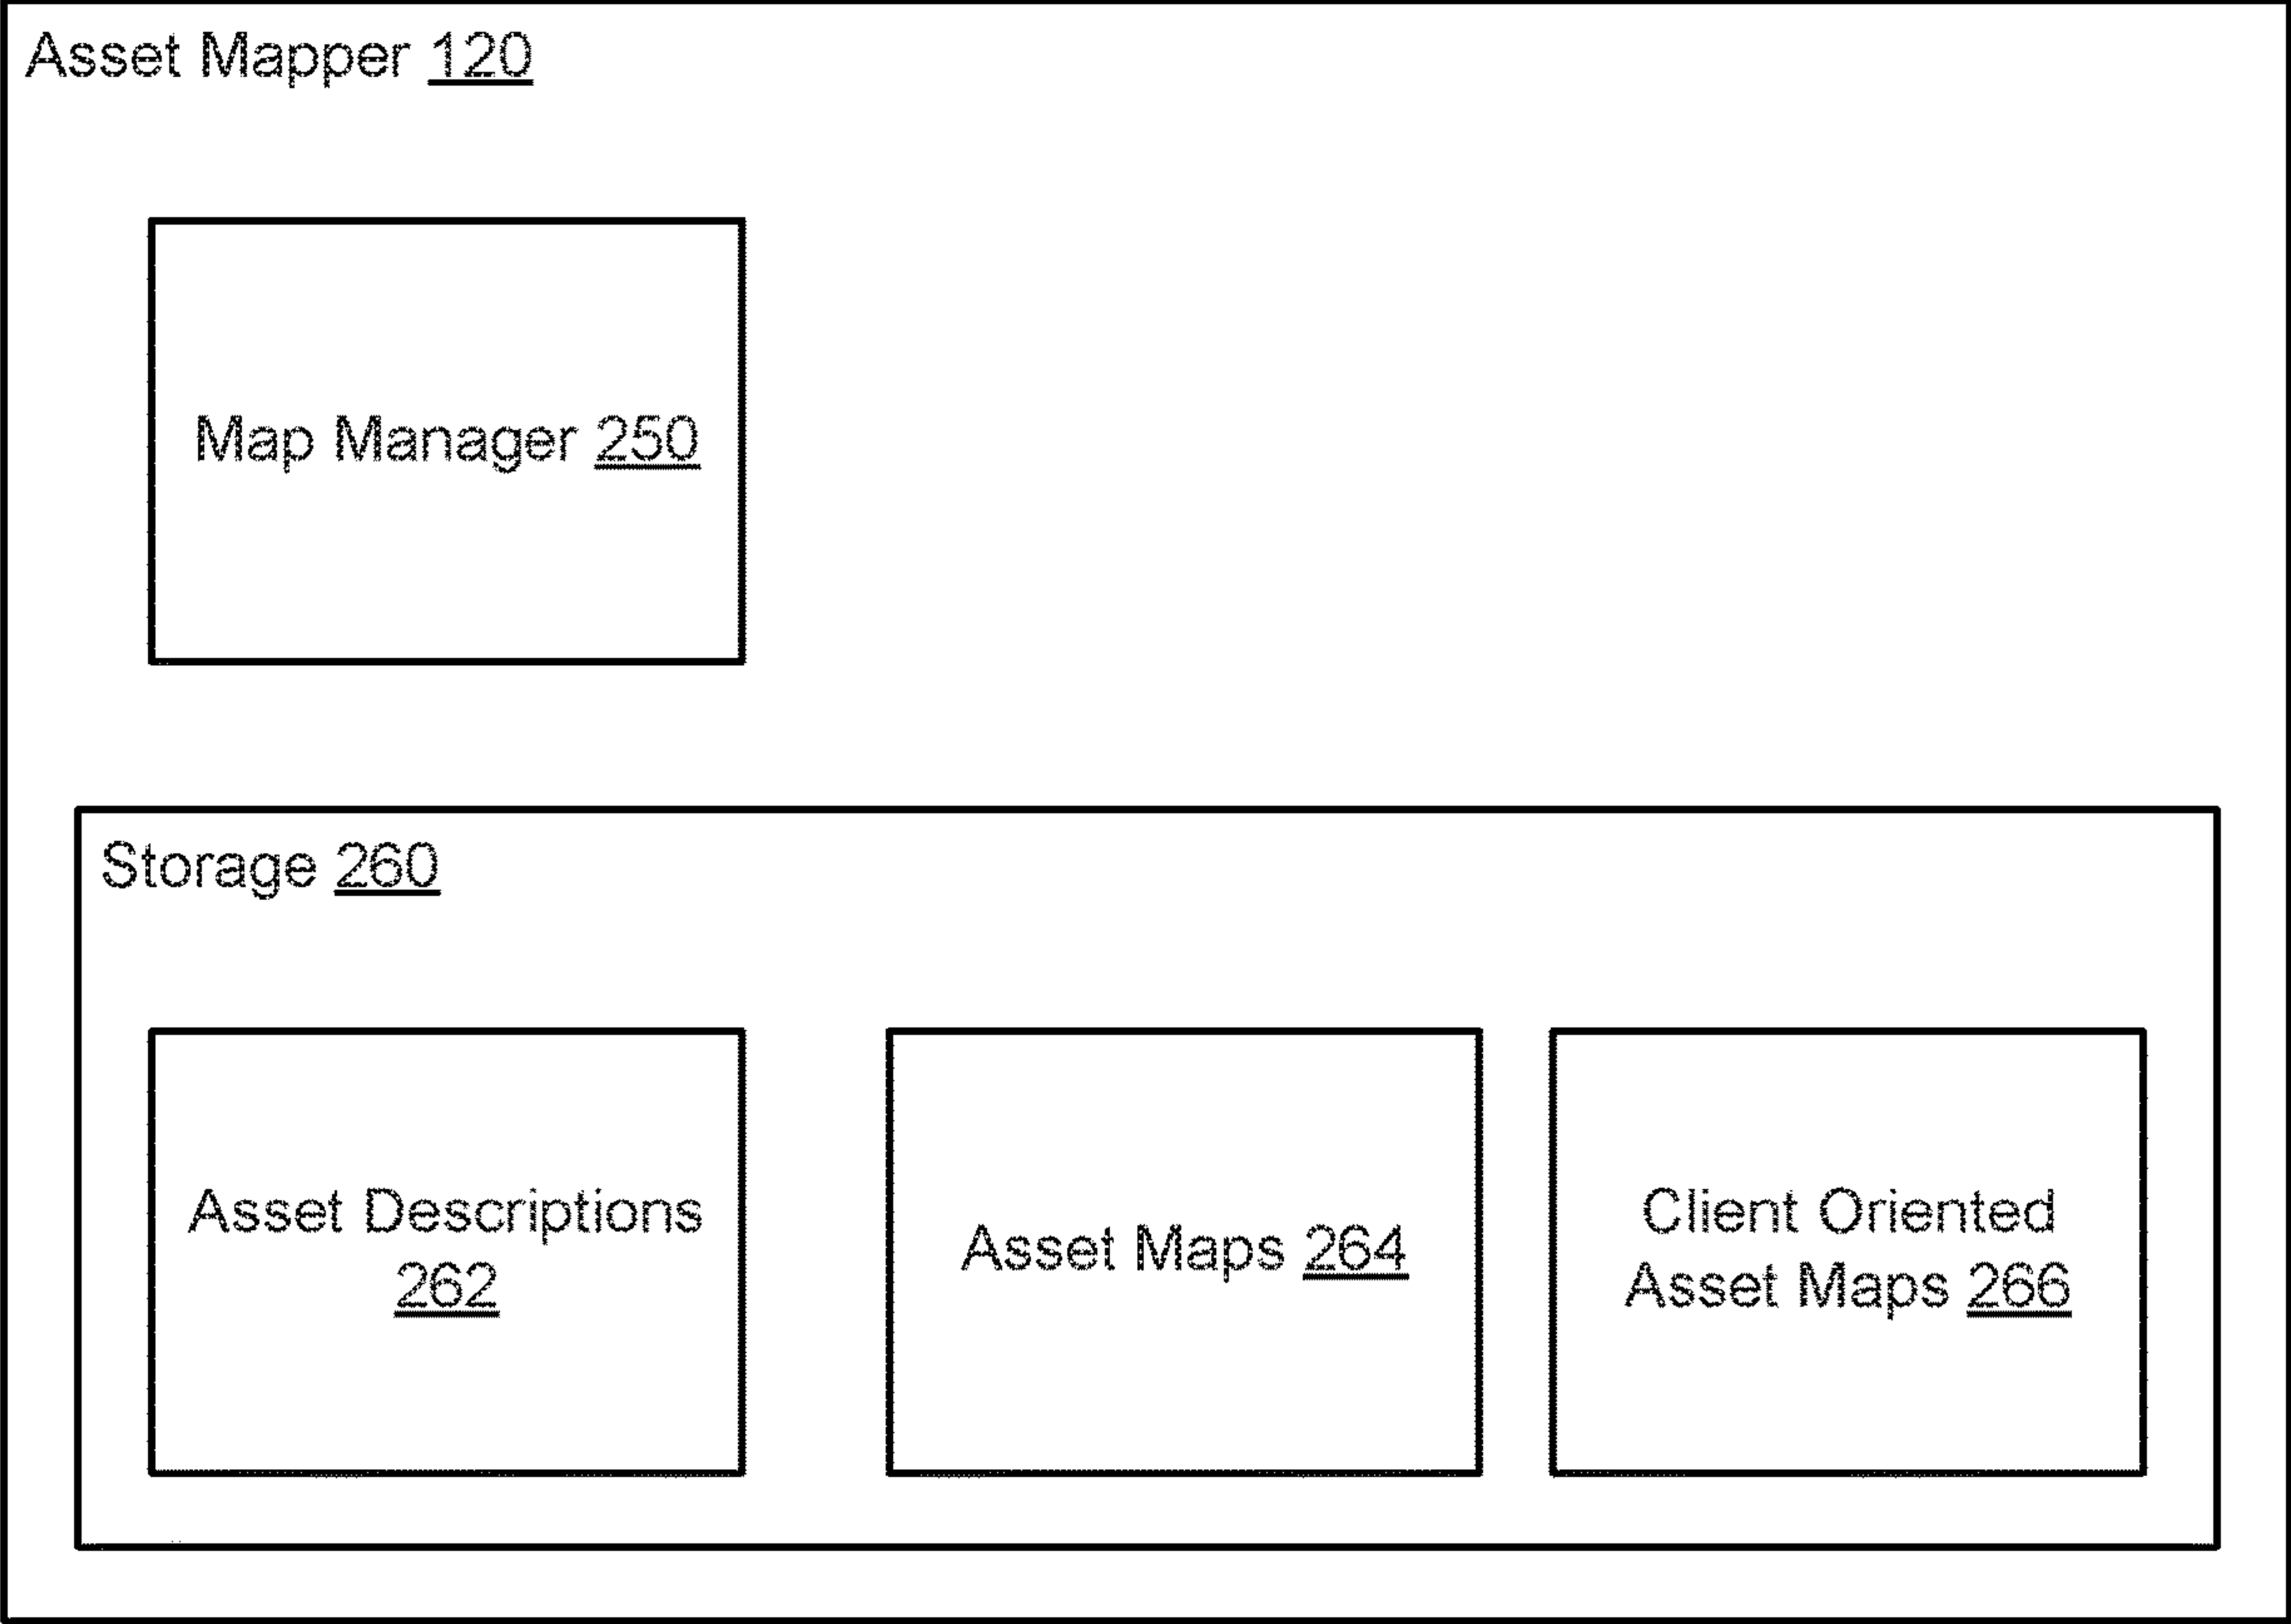 Asset Mapper 120
Map Manager 250
Storage 260
Asset Descriptions
262
Asset Maps 264
Client Oriented
Asset Maps 266